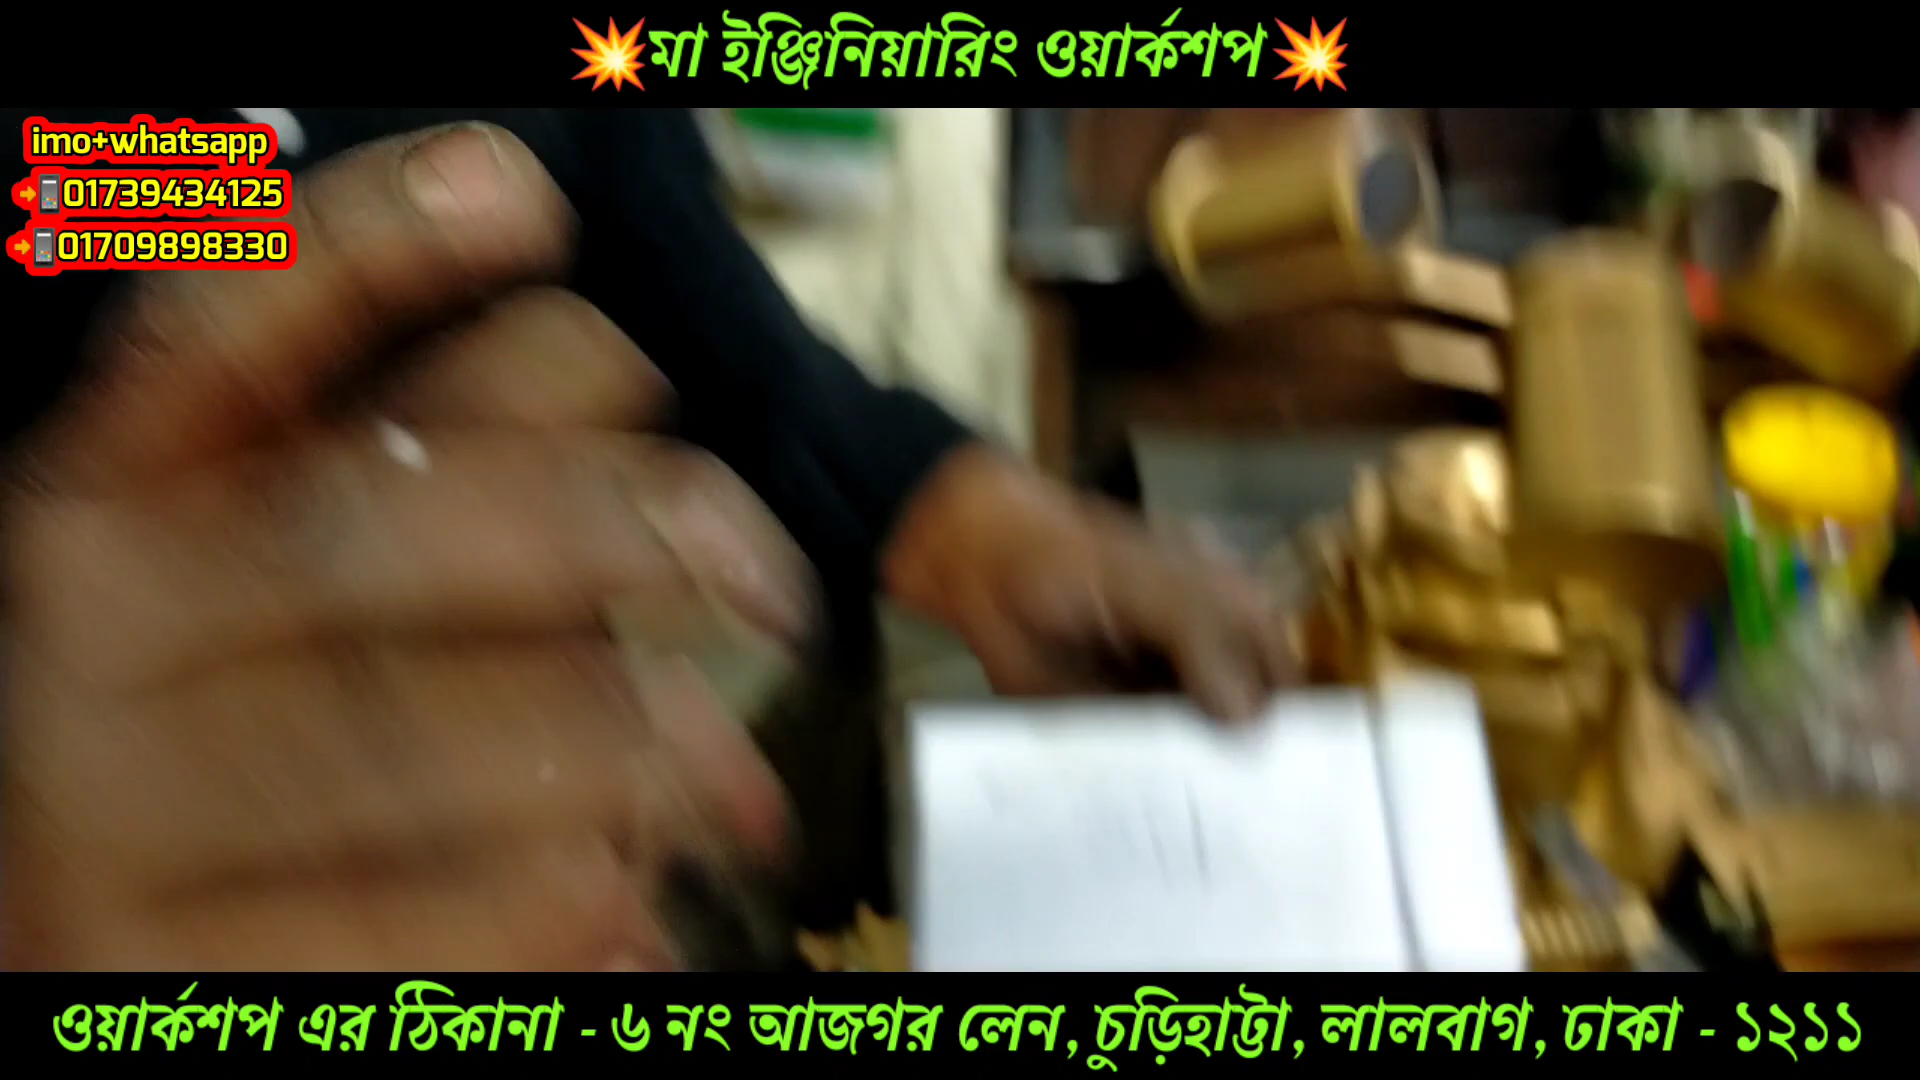 💥মা ইঞ্জিনিয়ারিং ওয়ার্কশপ💥
imo+whatsapp
📲01739434125
📲01709898330
ওয়ার্কশপ এর ঠিকানা - ৬ নং আজগর লেন, চুড়িহাট্টা, লালবাগ, ঢাকা - ১২১১